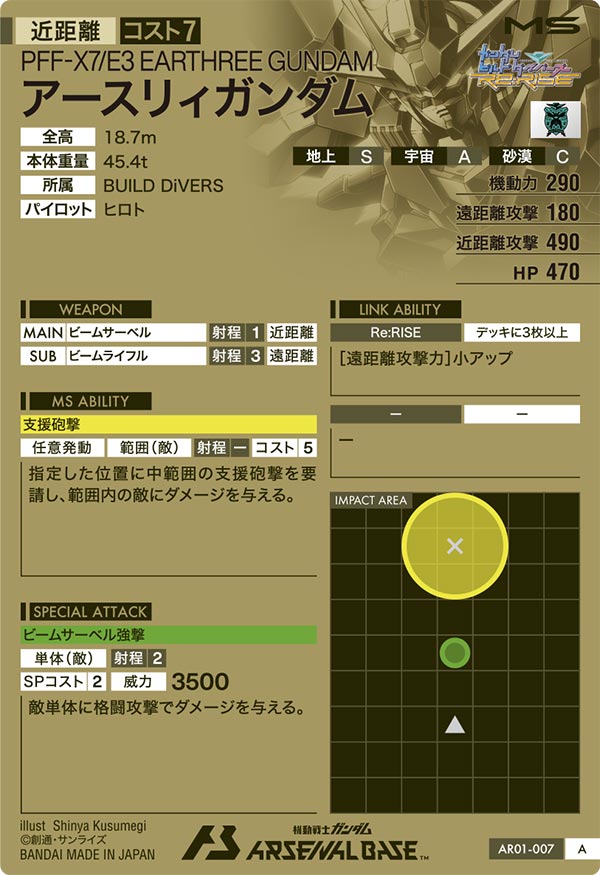 近距離 コスト7
MS
PFF-X7/E3 EARTHREE GUNDAM
アースリィガンダム
Re:RISE
全高 18.7m
本体重量 45.4t
所属 BUILD DiVERS
パイロット ヒロト
地上 S 宇宙 A 砂漠 C
機動力 290
遠距離攻撃 180
近距離攻撃 490
HP 470
WEAPON
MAIN ビームサーベル 射程 1 近距離
SUB ビームライフル 射程 3 遠距離
LINK ABILITY
Re:RISE デッキに3枚以上
[遠距離攻撃力]小アップ
— —
—
MS ABILITY
支援砲撃
任意発動 範囲(敵) 射程 — コスト 5
指定した位置に中範囲の支援砲撃を要
請し、範囲内の敵にダメージを与える。
IMPACT AREA
SPECIAL ATTACK
ビームサーベル強撃
単体(敵) 射程 2
SPコスト 2 威力 3500
敵単体に格闘攻撃でダメージを与える。
illust Shinya Kusumegi
©創通・サンライズ
BANDAI MADE IN JAPAN
機動戦士ガンダム
ARSENAL BASE™
AR01-007 A